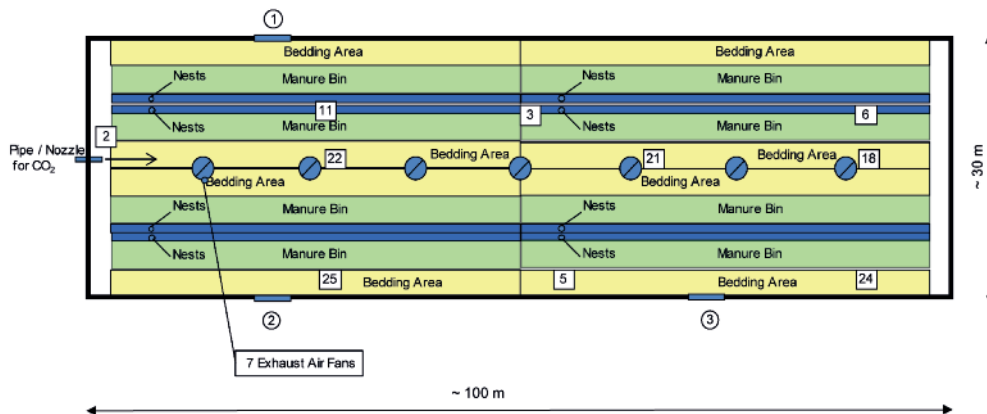 ①
Bedding Area Bedding Area
Nests Manure Bin Nests Manure Bin
11 3 6
Nests Manure Bin Nests Manure Bin
2
Pipe / Nozzle
for CO₂
22 Bedding Area 21 Bedding Area 18
Bedding Area Bedding Area
Manure Bin Manure Bin
Nests Nests
Nests Manure Bin Nests Manure Bin
25 Bedding Area 5 Bedding Area 24
② ③
7 Exhaust Air Fans
~ 30 m
~ 100 m